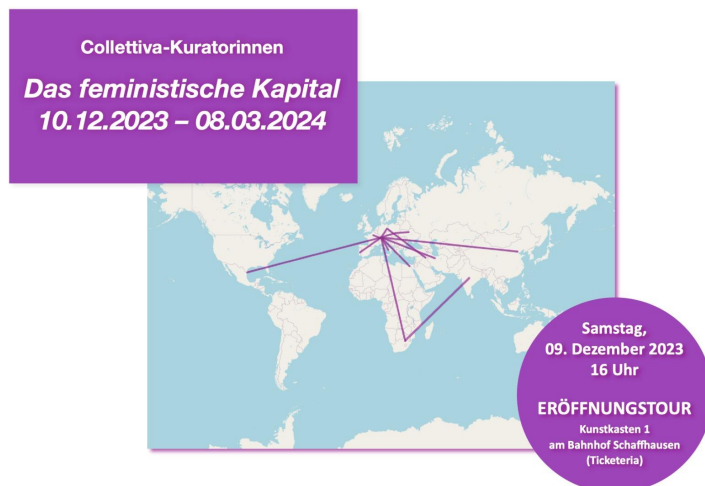 Collettiva-Kuratorinnen
Das feministische Kapital
10.12.2023 – 08.03.2024
Samstag,
09. Dezember 2023
16 Uhr
ERÖFFNUNGSTOUR
Kunstkasten 1
am Bahnhof Schaffhausen
(Ticketeria)